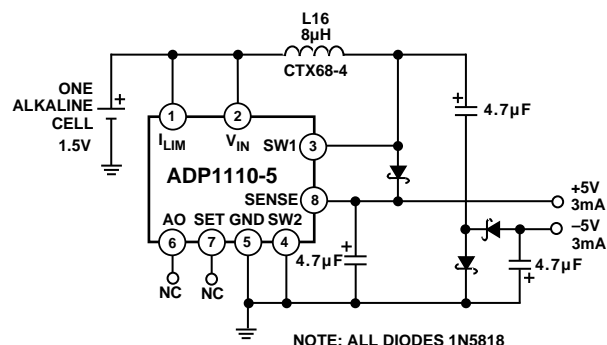 L16
8µH
CTX68-4
ONE
ALKALINE
CELL
1.5V
+
1
2
ILIM
VIN
SW1
3
ADP1110-5
SENSE
8
AO
SET
GND
SW2
6
7
5
4
NC
NC
+
4.7µF
+
4.7µF
+5V
3mA
–5V
3mA
4.7µF
+
NOTE: ALL DIODES 1N5818